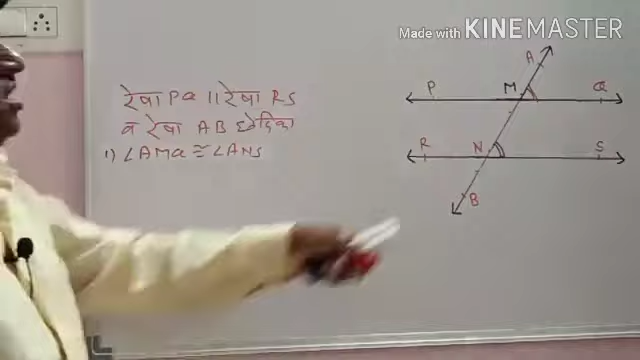 Made with KINEMASTER
रेषा PQ || रेषा RS
व रेषा AB छेदिका
1) ∠AMQ ≅ ∠ANS
A
P M Q
R N S
B